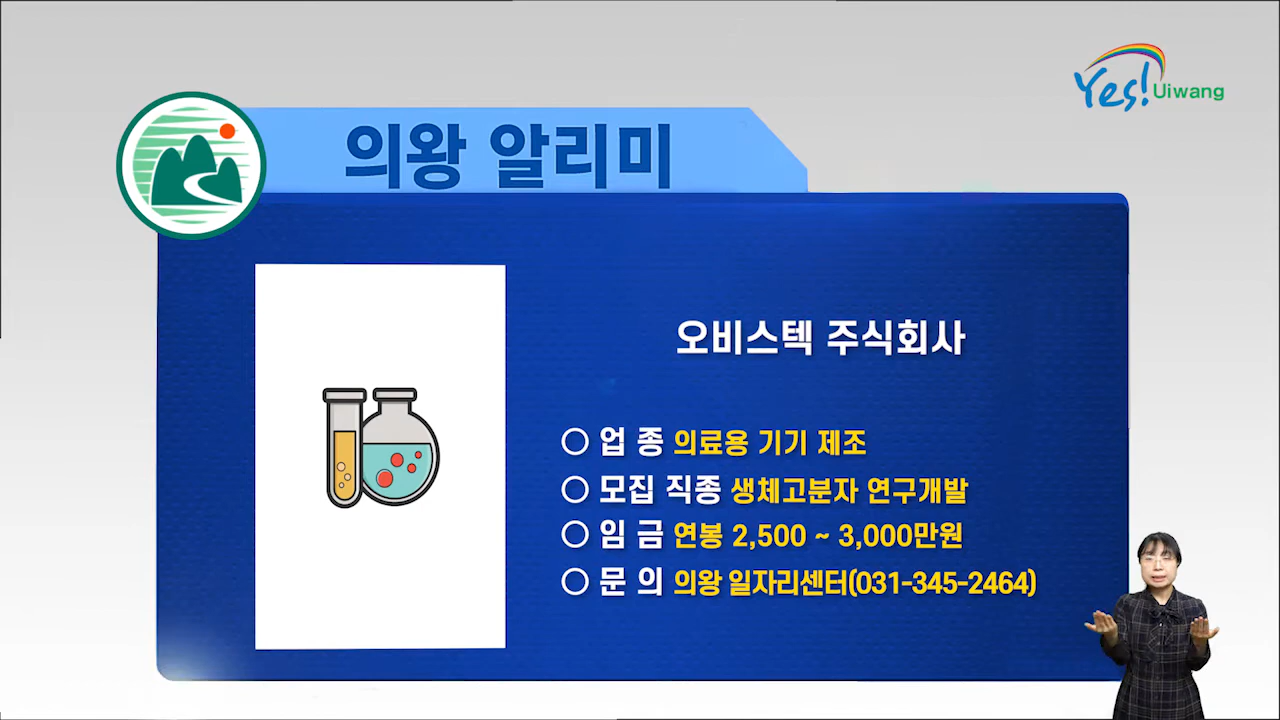 Yes! Uiwang
의왕 알리미
오비스텍 주식회사
○ 업 종 의료용 기기 제조
○ 모집 직종 생체고분자 연구개발
○ 임 금 연봉 2,500 ~ 3,000만원
○ 문 의 의왕 일자리센터(031-345-2464)